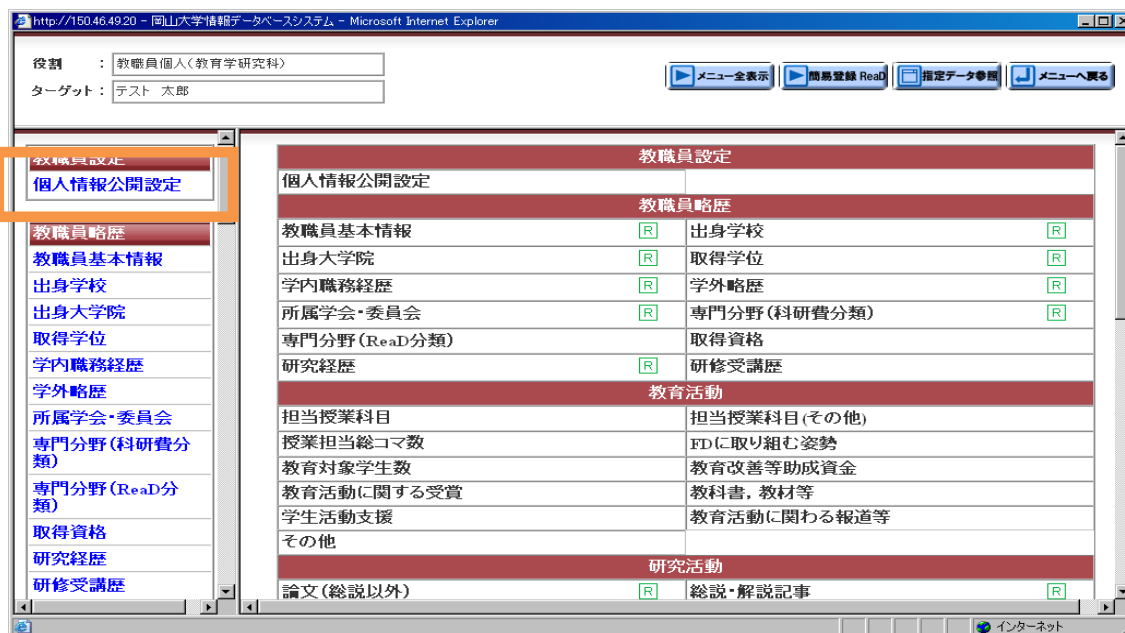 http://150.46.49.20 - 岡山大学情報データベースシステム - Microsoft Internet Explorer
役割 : 教職員個人(教育学研究科)
ターゲット : テスト 太郎
メニュー全表示 簡易登録 ReaD 指定データ参照 メニューへ戻る
教職員設定
個人情報公開設定
教職員略歴
教職員基本情報
出身学校
出身大学院
取得学位
学内職務経歴
学外略歴
所属学会・委員会
専門分野(科研費分
類)
専門分野(ReaD分
類)
取得資格
研究経歴
研修受講歴
教職員設定
個人情報公開設定
教職員略歴
教職員基本情報 R 出身学校 R
出身大学院 R 取得学位 R
学内職務経歴 R 学外略歴 R
所属学会・委員会 R 専門分野(科研費分類) R
専門分野(ReaD分類) 取得資格
研究経歴 R 研修受講歴
教育活動
担当授業科目 担当授業科目(その他)
授業担当総コマ数 FDに取り組む姿勢
教育対象学生数 教育改善等助成資金
教育活動に関する受賞 教科書, 教材等
学生活動支援 教育活動に関わる報道等
その他
研究活動
論文(総説以外) R 総説・解説記事 R
インターネット